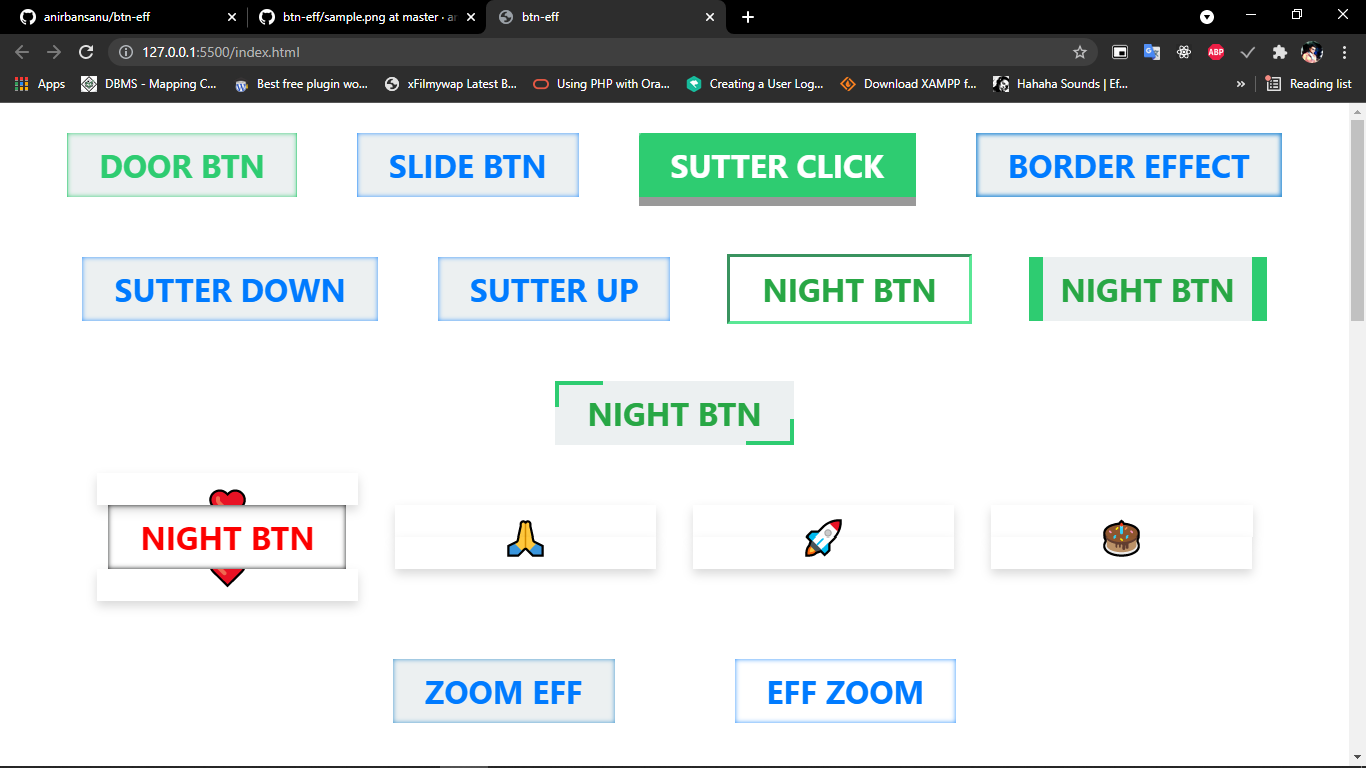 anirbansanu/btn-eff
btn-eff/sample.png at master · ar
btn-eff
127.0.0.1:5500/index.html
ABP
Apps
DBMS - Mapping C...
Best free plugin wo...
xFilmywap Latest B...
Using PHP with Ora...
Creating a User Log...
Download XAMPP f...
Hahaha Sounds | Ef...
»
Reading list
DOOR BTN
SLIDE BTN
SUTTER CLICK
BORDER EFFECT
SUTTER DOWN
SUTTER UP
NIGHT BTN
NIGHT BTN
NIGHT BTN
NIGHT BTN
ZOOM EFF
EFF ZOOM